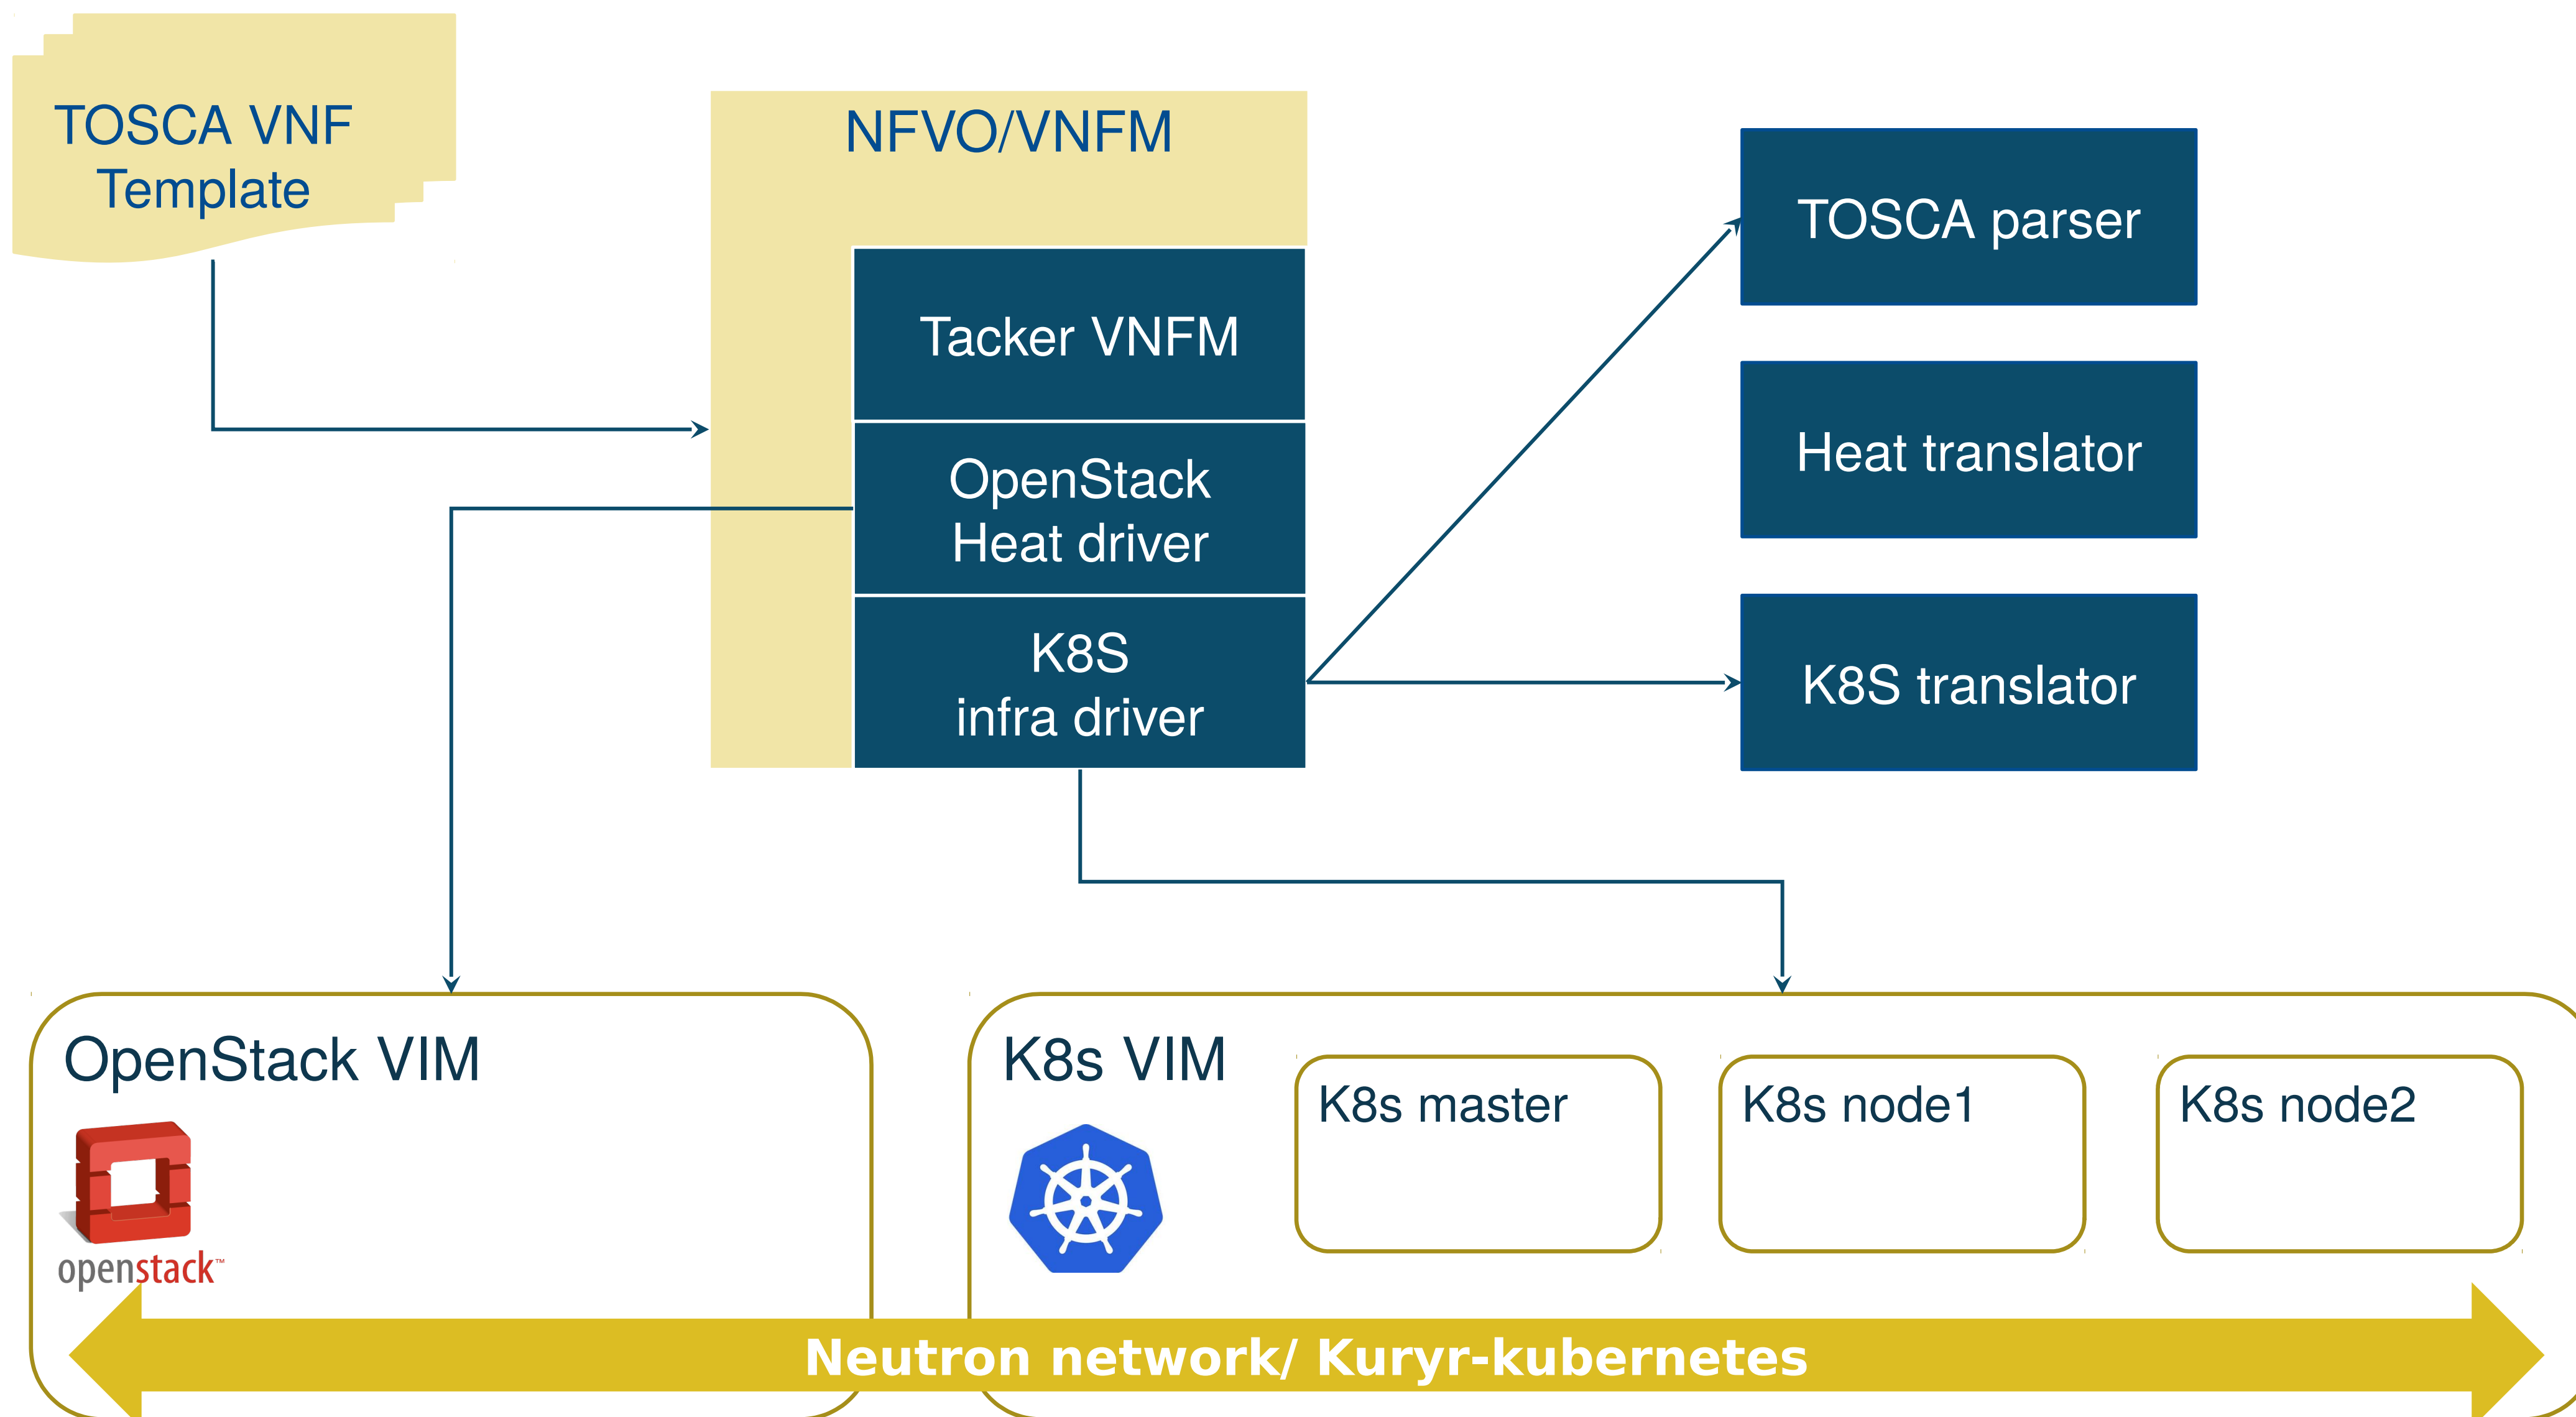 TOSCA VNF
Template
NFVO/VNFM
Tacker VNFM
OpenStack
Heat driver
K8S
infra driver
TOSCA parser
Heat translator
K8S translator
OpenStack VIM
openstack™
K8s VIM
K8s master
K8s node1
K8s node2
Neutron network/ Kuryr-kubernetes